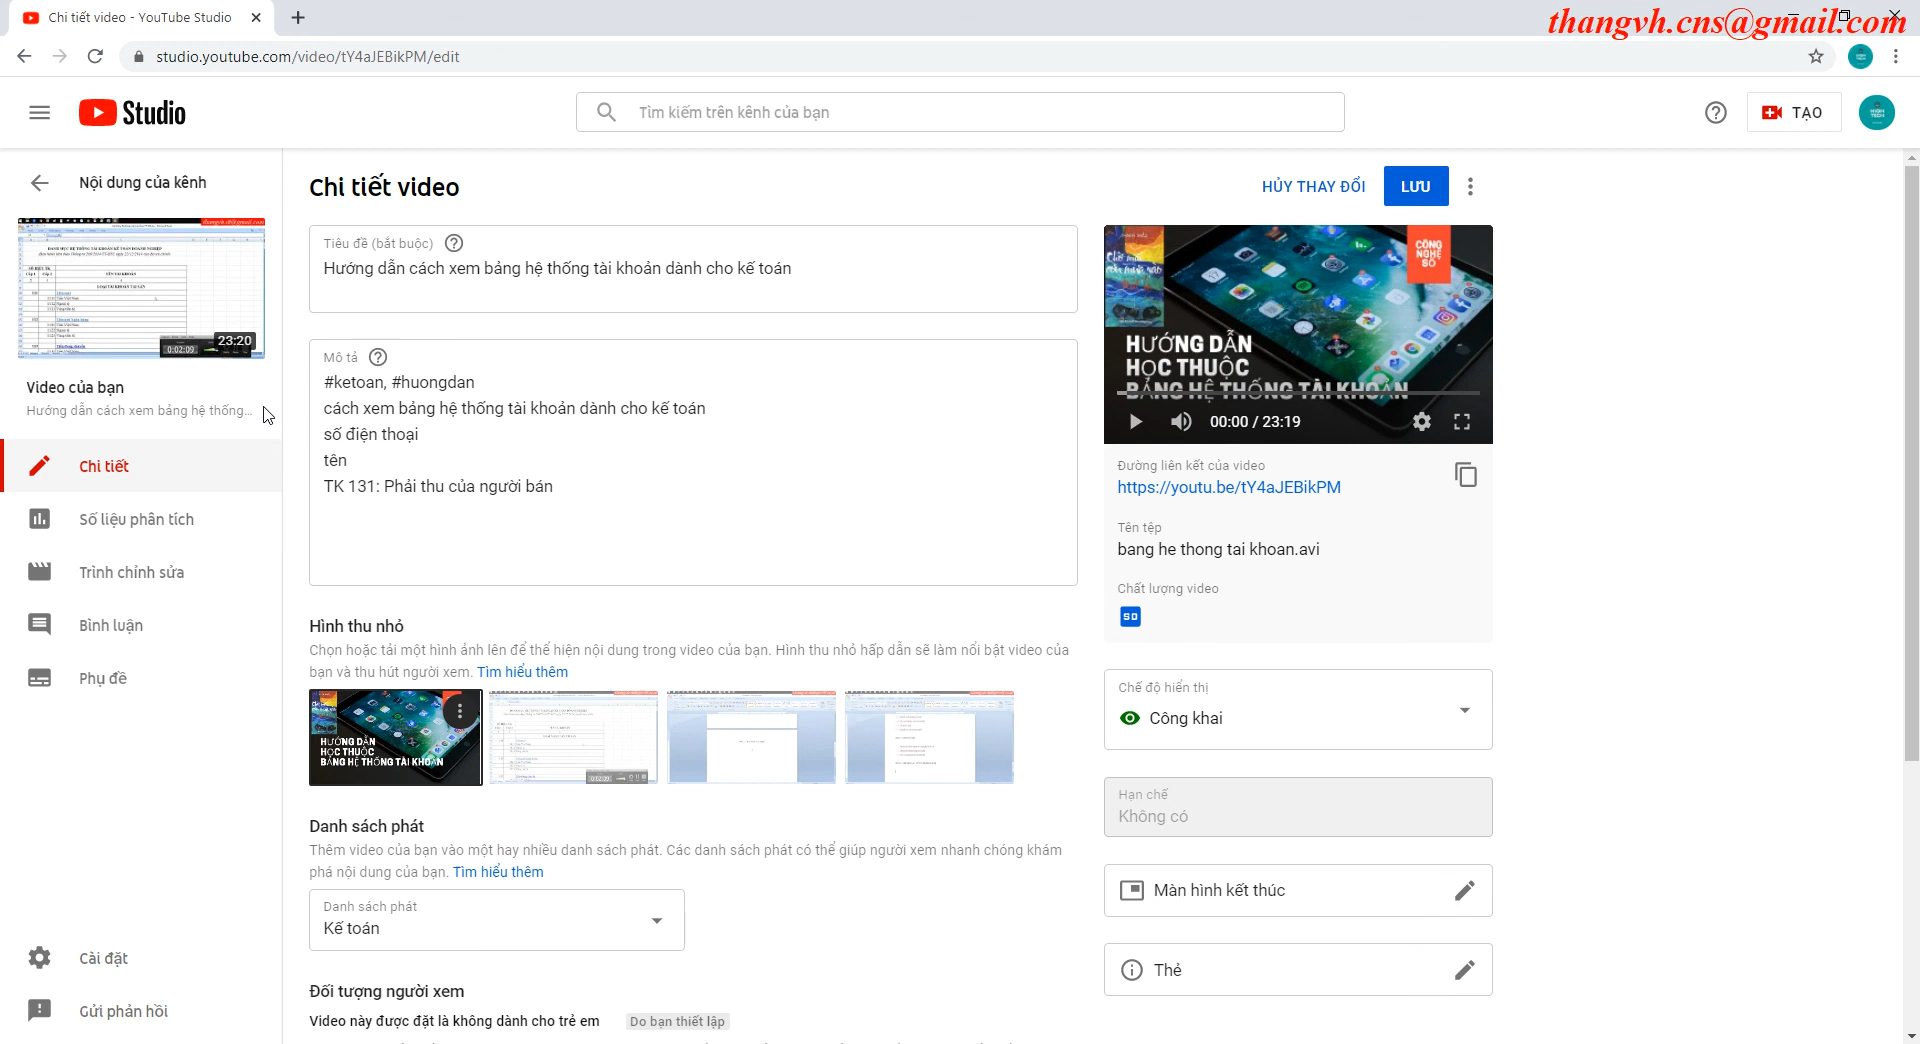 Chi tiết video - YouTube Studio
thangvh.cns@gmail.com
studio.youtube.com/video/tY4aJEBikPM/edit
Studio
Tìm kiếm trên kênh của bạn
TẠO
Nội dung của kênh
23:20
0:02:09
Video của bạn
Hướng dẫn cách xem bảng hệ thống...
Chi tiết
Số liệu phân tích
Trình chỉnh sửa
Bình luận
Phụ đề
Cài đặt
Gửi phản hồi
Chi tiết video
HỦY THAY ĐỔI
LƯU
Tiêu đề (bắt buộc)
Hướng dẫn cách xem bảng hệ thống tài khoản dành cho kế toán
Mô tả
#ketoan, #huongdan
cách xem bảng hệ thống tài khoản dành cho kế toán
số điện thoại
tên
TK 131: Phải thu của người bán
Hình thu nhỏ
Chọn hoặc tải một hình ảnh lên để thể hiện nội dung trong video của bạn. Hình thu nhỏ hấp dẫn sẽ làm nổi bật video của
bạn và thu hút người xem. Tìm hiểu thêm
HƯỚNG DẪN
HỌC THUỘC
BẢNG HỆ THỐNG TÀI KHOẢN
0:02:09
Danh sách phát
Thêm video của bạn vào một hay nhiều danh sách phát. Các danh sách phát có thể giúp người xem nhanh chóng khám
phá nội dung của bạn. Tìm hiểu thêm
Danh sách phát
Kế toán
Đối tượng người xem
Video này được đặt là không dành cho trẻ em
Do bạn thiết lập
CÔNG
NGHỆ
SỐ
HƯỚNG DẪN
HỌC THUỘC
BẢNG HỆ THỐNG TÀI KHOẢN
00:00 / 23:19
Đường liên kết của video
https://youtu.be/tY4aJEBikPM
Tên tệp
bang he thong tai khoan.avi
Chất lượng video
SD
Chế độ hiển thị
Công khai
Hạn chế
Không có
Màn hình kết thúc
Thẻ